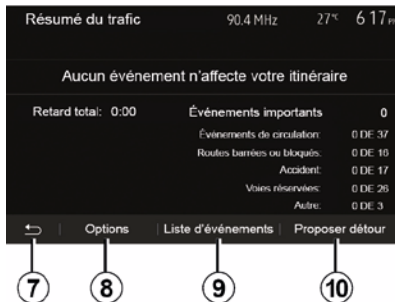 Résumé du trafic 90.4 MHz 27°C 6 17 PM
Aucun événement n'affecte votre itinéraire
Retard total: 0:00 Événements importants 0
Événements de circulation: 0 DE 37
Routes barrées ou bloqués: 0 DE 16
Accident: 0 DE 17
Voies réservées: 0 DE 26
Autre: 0 DE 3
Options Liste d'événements Proposer détour
7 8 9 10